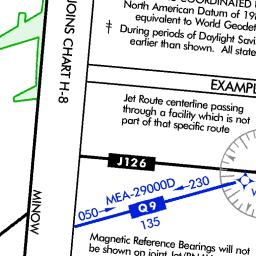 COORDINATED
North American Datum of 19
equivalent to World Geodet
‡ During periods of Daylight Savi
earlier than shown. All state
JOINS CHART H-8
EXAMPL
Jet Route centerline passing
through a facility which is not
part of that specific route
J126
MEA-29000D
230
050
Q9
135
MINOW
Magnetic Reference Bearings will not
be shown on joint Jet/RN